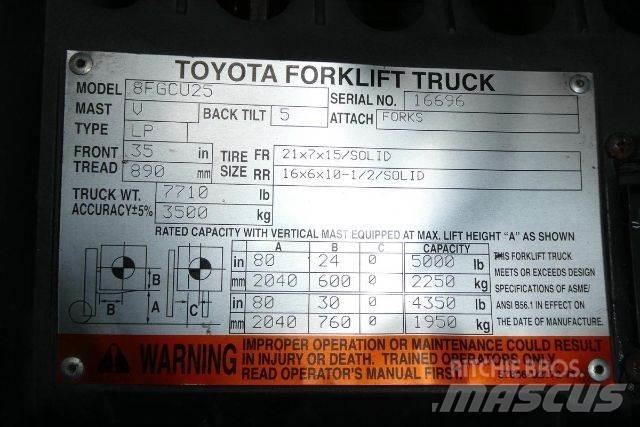 TOYOTA FORKLIFT TRUCK
MODEL 8FGCU25 SERIAL NO. 16696
MAST V BACK TILT 5 ATTACH FORKS
TYPE LP
FRONT TREAD 35 in 890 mm
TIRE SIZE FR 21x7x15/SOLID
RR 16x6x10-1/2/SOLID
TRUCK WT. 7710 lb
ACCURACY±5% 3500 kg
RATED CAPACITY WITH VERTICAL MAST EQUIPPED AT MAX. LIFT HEIGHT "A" AS SHOWN
A B C CAPACITY
in 80 24 0 5000 lb
mm 2040 600 0 2250 kg
in 80 30 0 4350 lb
mm 2040 760 0 1950 kg
B
B A C
THIS FORKLIFT TRUCK
MEETS OR EXCEEDS DESIGN
SPECIFICATIONS OF ASME/
ANSI B56.1 IN EFFECT ON
THE DATE OF MANUFACTURE.
WARNING
IMPROPER OPERATION OR MAINTENANCE COULD RESULT
IN INJURY OR DEATH. TRAINED OPERATORS ONLY.
READ OPERATOR'S MANUAL FIRST.
RITCHIE BROS.
MASCUS